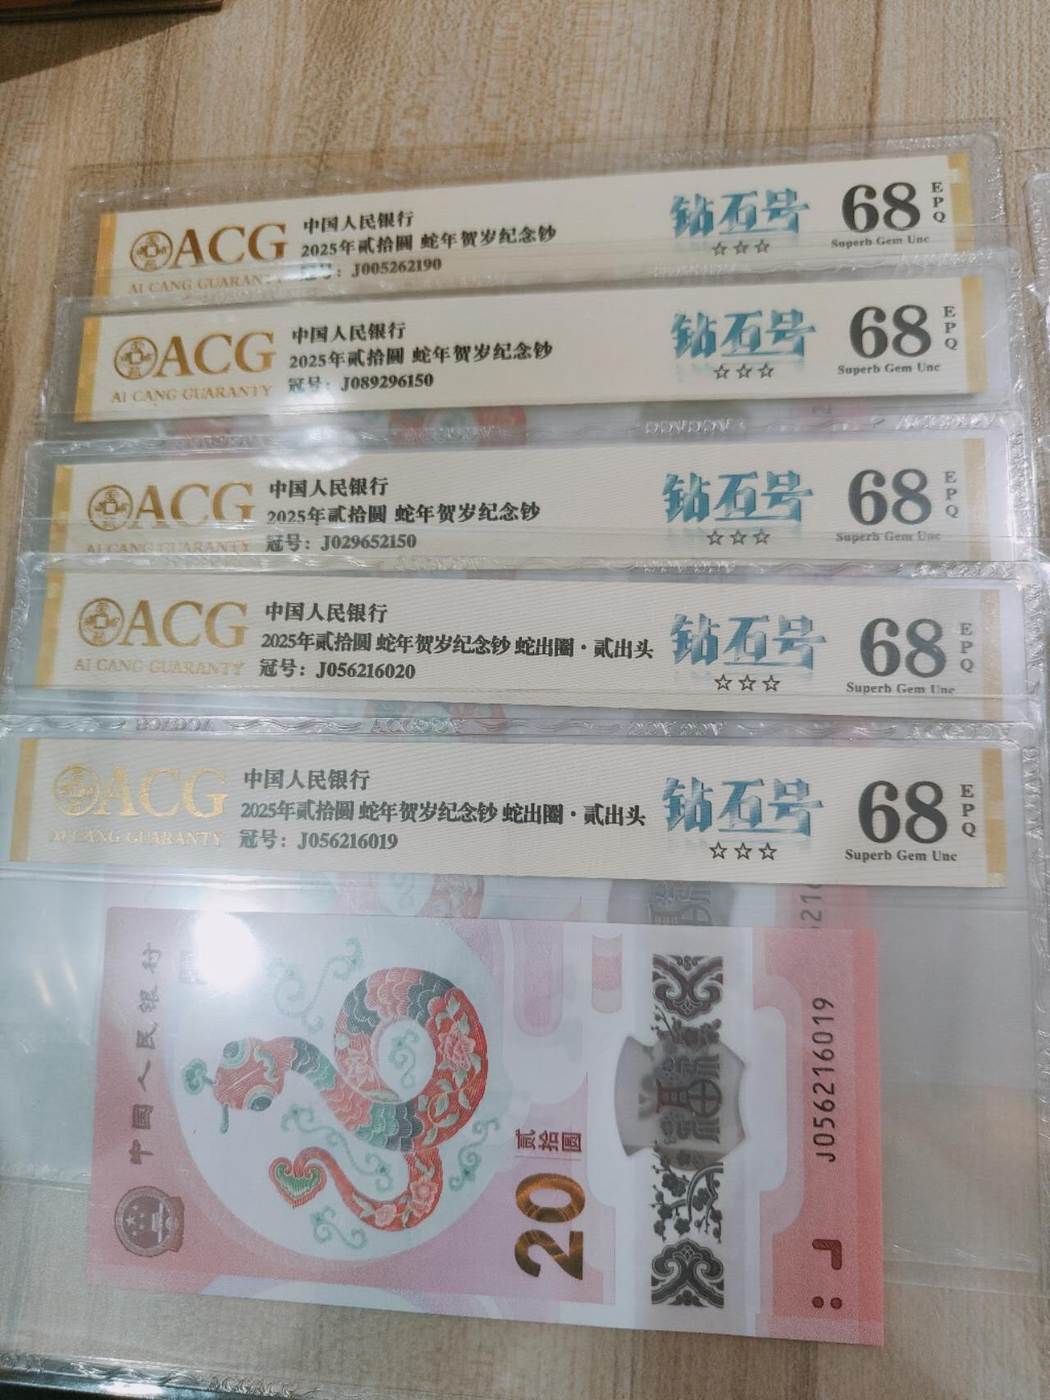 ACG
AI CANG GUARANTY
中国人民银行
2025年贰拾圆 蛇年贺岁纪念钞
冠号：J005262190
钻石号
☆☆☆
68
EPQ
Superb Gem Unc
ACG
AI CANG GUARANTY
中国人民银行
2025年贰拾圆 蛇年贺岁纪念钞
冠号：J089296150
钻石号
☆☆☆
68
EPQ
Superb Gem Unc
ACG
AI CANG GUARANTY
中国人民银行
2025年贰拾圆 蛇年贺岁纪念钞
冠号：J029652150
钻石号
☆☆☆
68
EPQ
Superb Gem Unc
ACG
AI CANG GUARANTY
中国人民银行
2025年贰拾圆 蛇年贺岁纪念钞 蛇出圈·贰出头
冠号：J056216020
钻石号
☆☆☆
68
EPQ
Superb Gem Unc
ACG
AI CANG GUARANTY
中国人民银行
2025年贰拾圆 蛇年贺岁纪念钞 蛇出圈·贰出头
冠号：J056216019
钻石号
☆☆☆
68
EPQ
Superb Gem Unc
中国人民银行
贰拾圆
20
J056216019